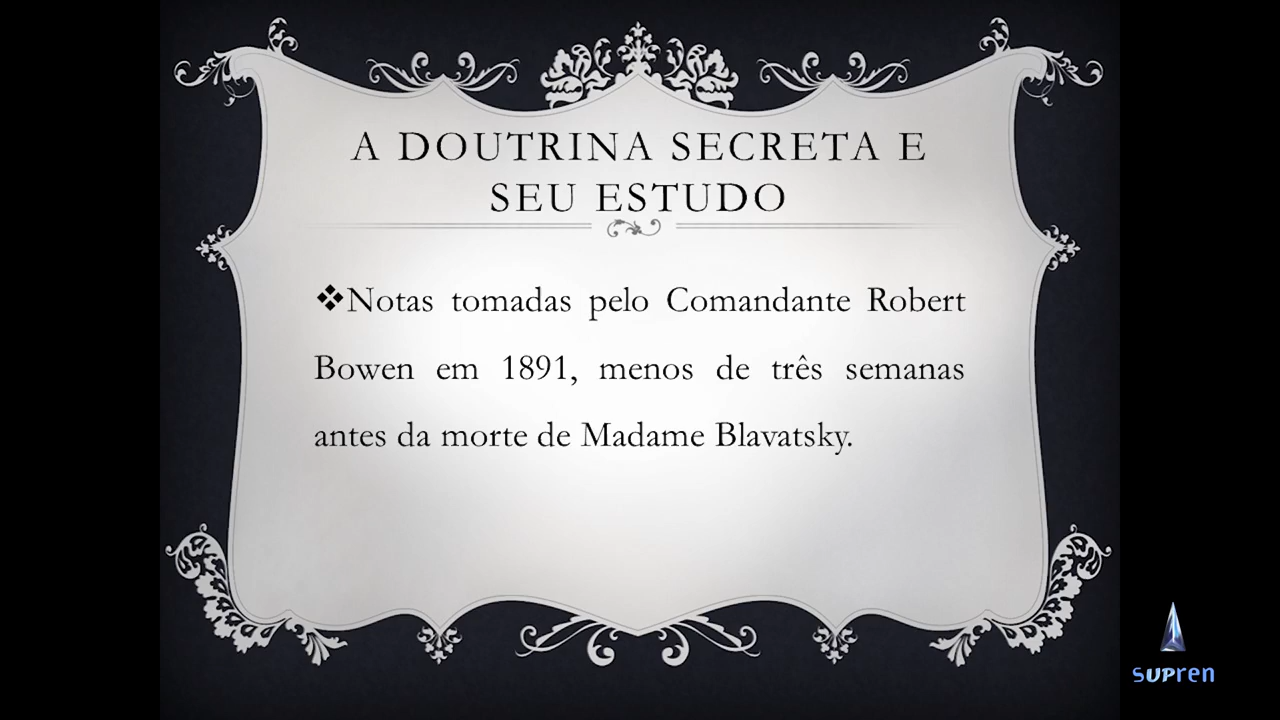 A DOUTRINA SECRETA E
SEU ESTUDO
❖Notas tomadas pelo Comandante Robert
Bowen em 1891, menos de três semanas
antes da morte de Madame Blavatsky.
supren